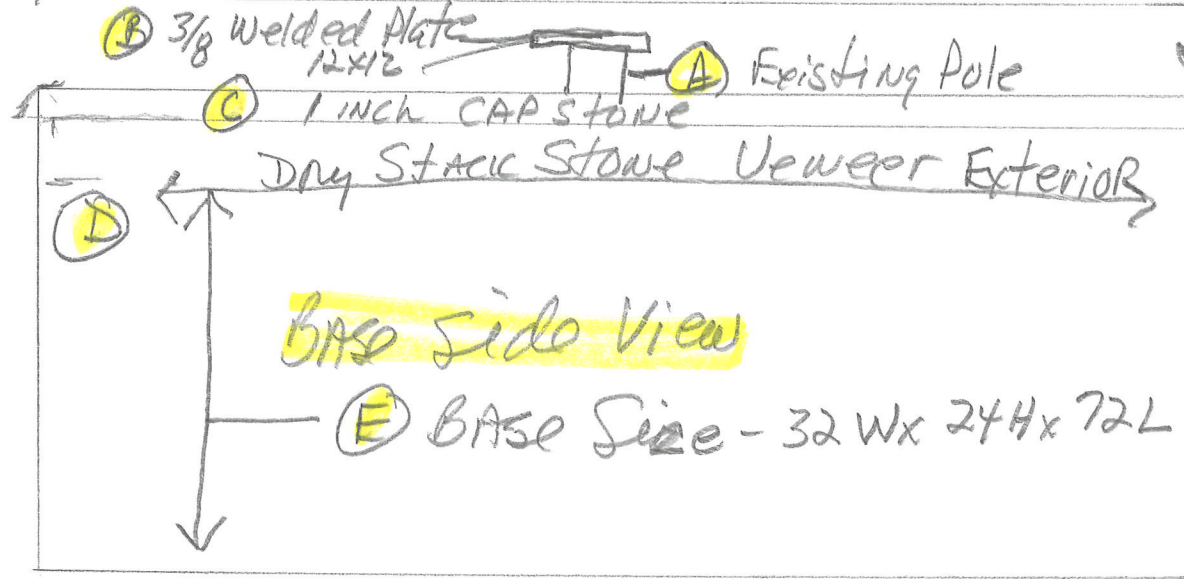 B 3/8 Welded Plate
12x12
A Existing Pole
C 1 INCH CAP STONE
Dry Stack Stone Veweer Exterior
D
Base Side View
E Base Size - 32 W x 24 H x 72 L